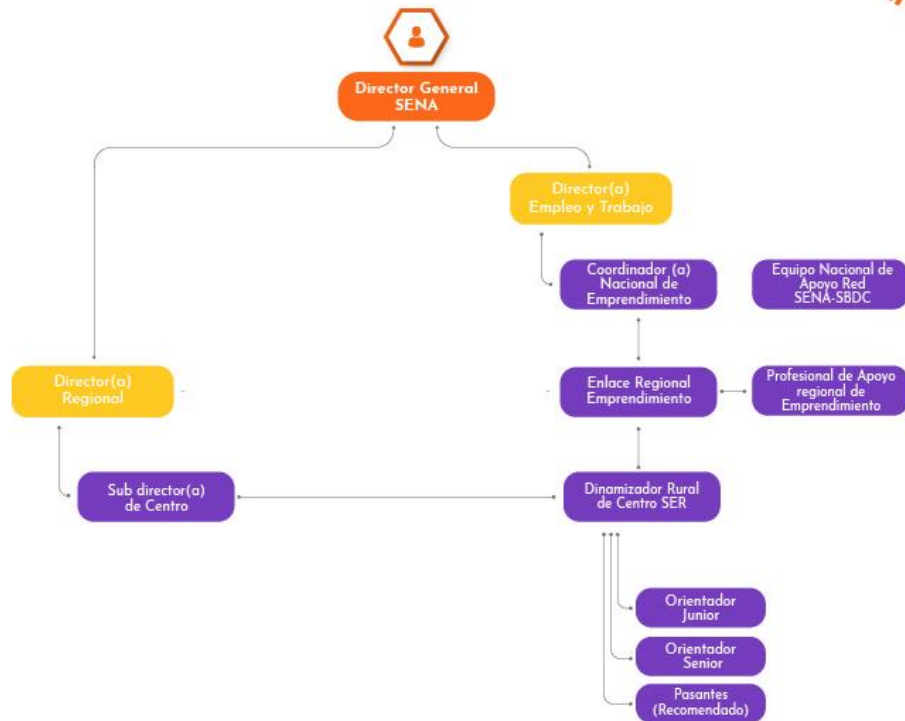 Director General
SENA
Director(a)
Empleo y Trabajo
Coordinador (a)
Nacional de
Emprendimiento
Equipo Nacional de
Apoyo Red
SENA-SBDC
Director(a)
Regional
Enlace Regional
Emprendimiento
Profesional de Apoyo
regional de
Emprendimiento
Sub director(a)
de Centro
Dinamizador Rural
de Centro SER
Orientador
Junior
Orientador
Senior
Pasantes
(Recomendado)